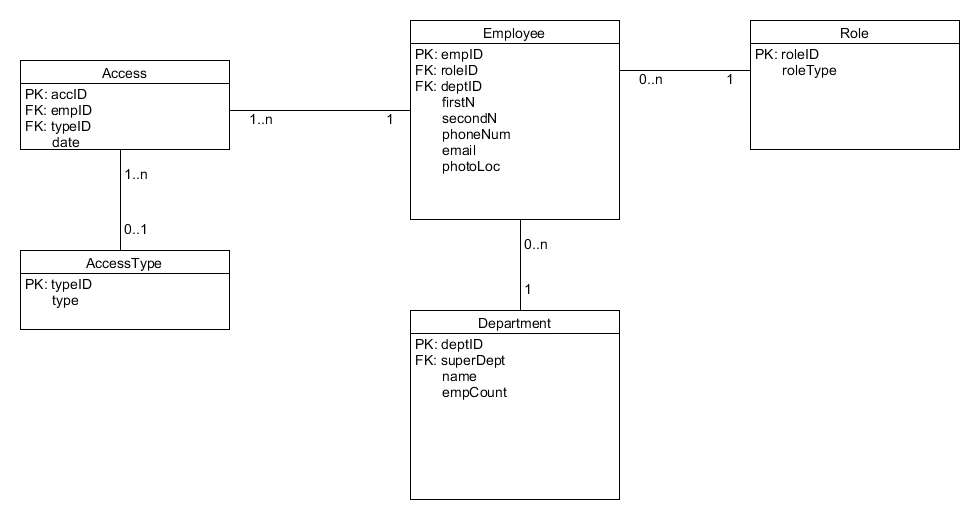 Employee
PK: empID
FK: roleID
FK: deptID
firstN
secondN
phoneNum
email
photoLoc
Role
PK: roleID
roleType
0..n
1
Access
PK: accID
FK: empID
FK: typeID
date
1..n
1
1..n
0..1
AccessType
PK: typeID
type
0..n
1
Department
PK: deptID
FK: superDept
name
empCount